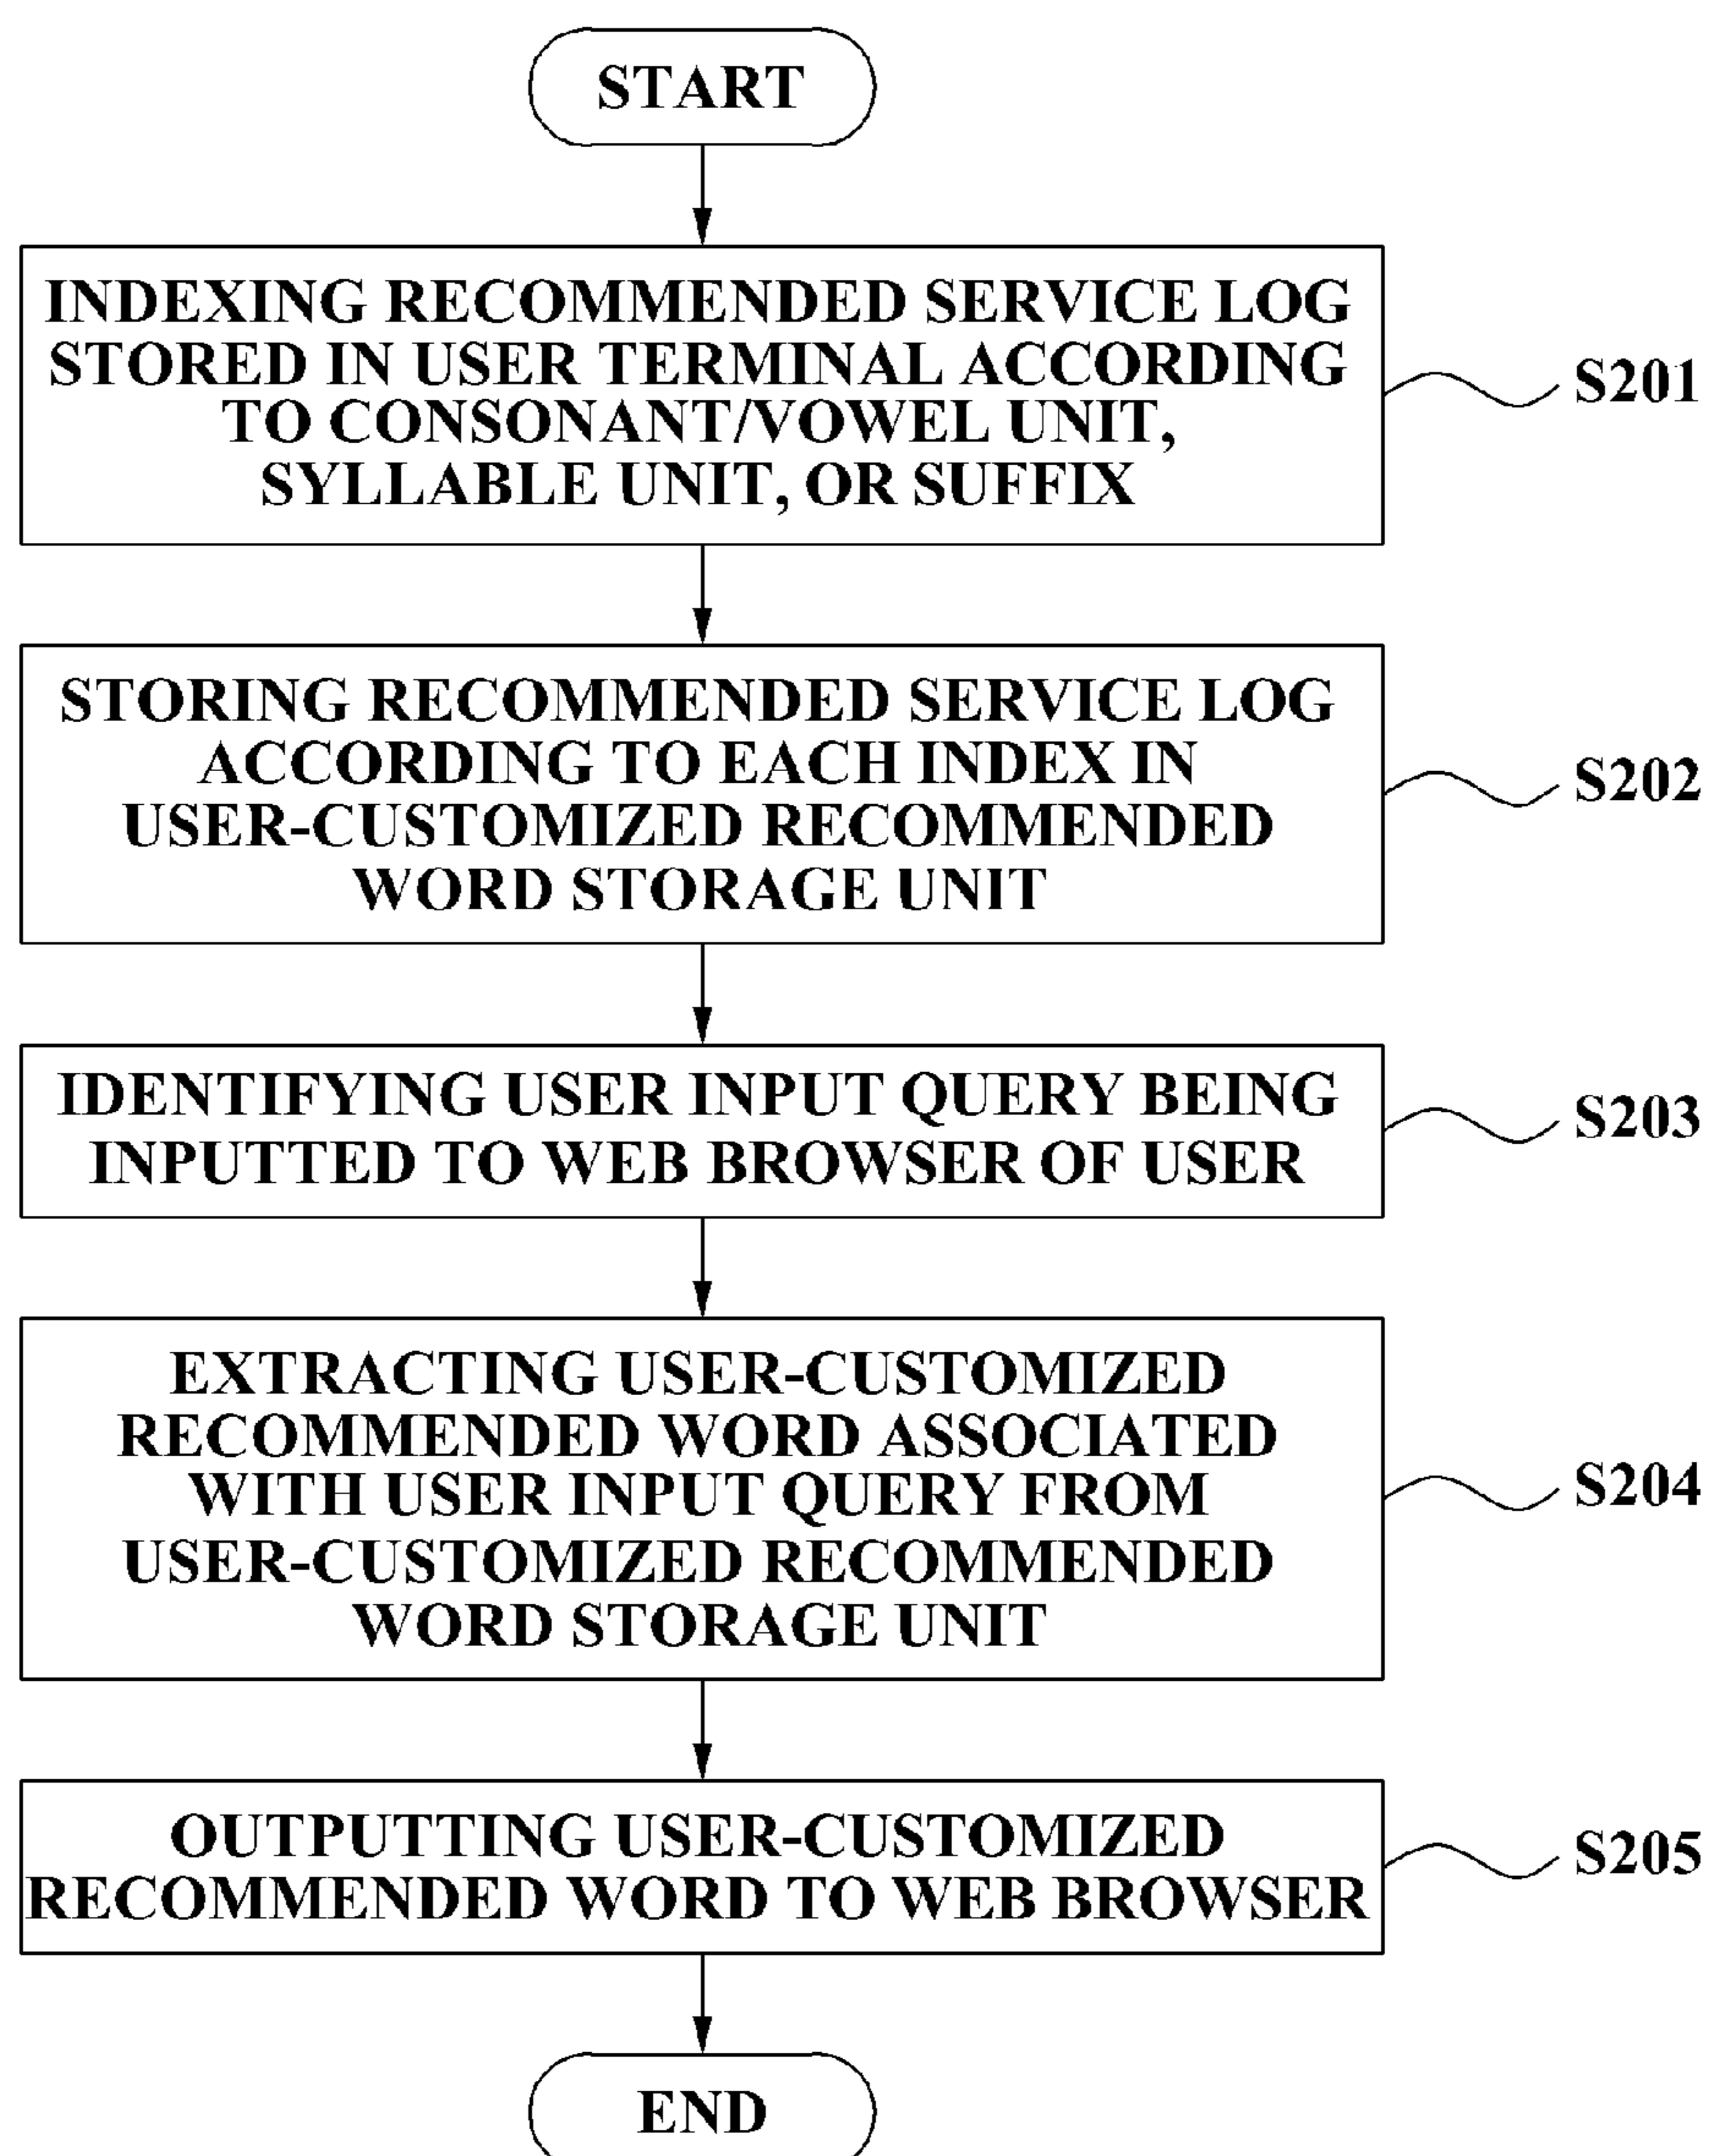 START
INDEXING RECOMMENDED SERVICE LOG
STORED IN USER TERMINAL ACCORDING
TO CONSONANT/VOWEL UNIT,
SYLLABLE UNIT, OR SUFFIX
S201
STORING RECOMMENDED SERVICE LOG
ACCORDING TO EACH INDEX IN
USER-CUSTOMIZED RECOMMENDED
WORD STORAGE UNIT
S202
IDENTIFYING USER INPUT QUERY BEING
INPUTTED TO WEB BROWSER OF USER
S203
EXTRACTING USER-CUSTOMIZED
RECOMMENDED WORD ASSOCIATED
WITH USER INPUT QUERY FROM
USER-CUSTOMIZED RECOMMENDED
WORD STORAGE UNIT
S204
OUTPUTTING USER-CUSTOMIZED
RECOMMENDED WORD TO WEB BROWSER
S205
END